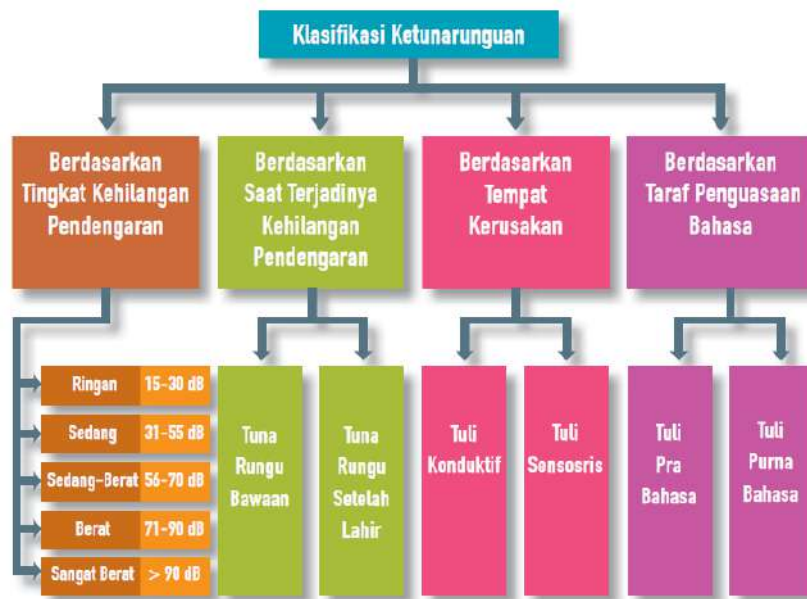 Klasifikasi Ketunarunguan
Berdasarkan
Tingkat Kehilangan
Pendengaran
Berdasarkan
Saat Terjadinya
Kehilangan
Pendengaran
Berdasarkan
Tempat
Kerusakan
Berdasarkan
Taraf Penguasaan
Bahasa
Ringan 15-30 dB
Sedang 31-55 dB
Sedang-Berat 56-70 dB
Berat 71-90 dB
Sangat Berat > 90 dB
Tuna
Rungu
Bawaan
Tuna
Rungu
Setelah
Lahir
Tuli
Konduktif
Tuli
Sensosris
Tuli
Pra
Bahasa
Tuli
Purna
Bahasa